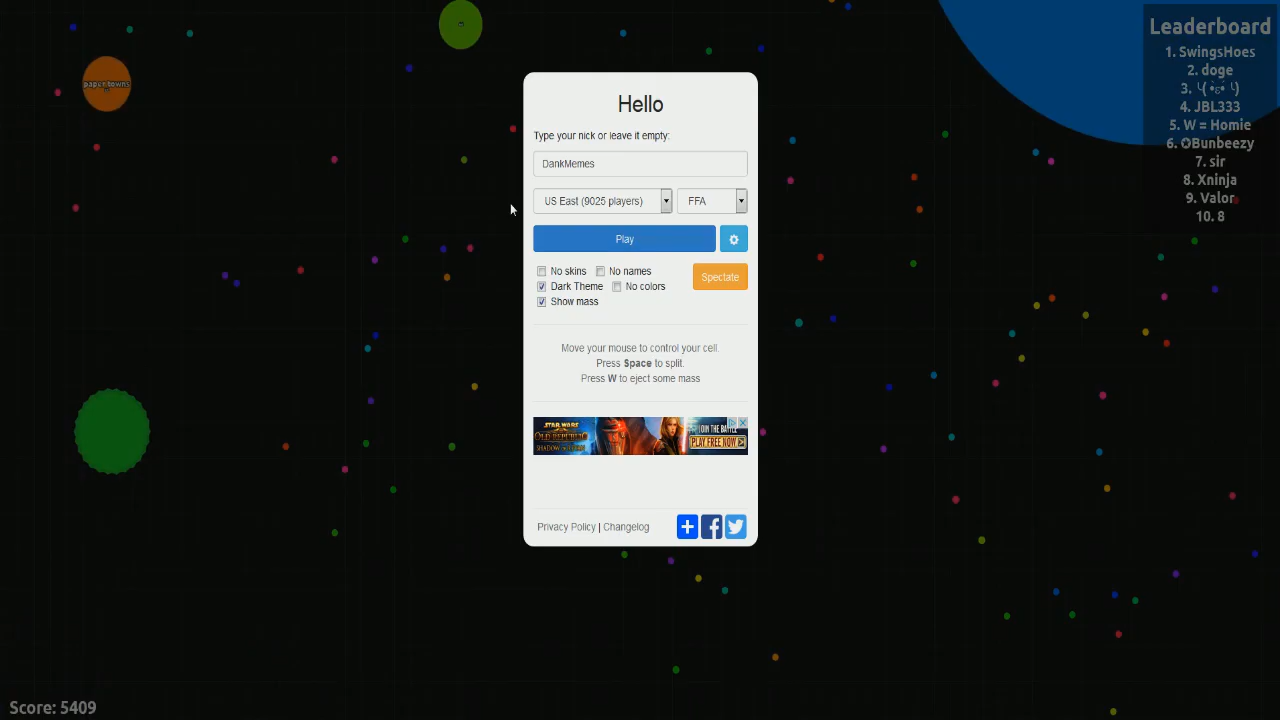 paper towns
Hello
Type your nick or leave it empty:
DankMemes
US East (9025 players)
FFA
Play
No skins
No names
Dark Theme
No colors
Show mass
Spectate
Move your mouse to control your cell.
Press Space to split.
Press W to eject some mass
STAR WARS
OLD REPUBLIC
JOIN THE BATTLE
PLAY FREE NOW
Privacy Policy | Changelog
Leaderboard
1. SwingsHoes
2. doge
4. JBL333
5. W = Homie
6. ✪Bunbeezy
7. sir
8. Xninja
9. Valor
10. 8
Score: 5409